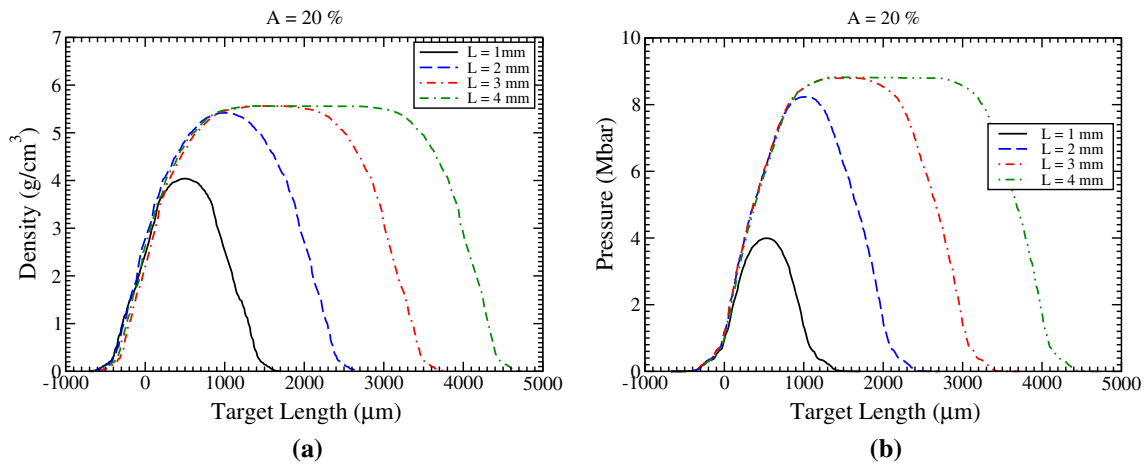 A = 20 %
7
6
5
4
3
2
1
0
Density (g/cm³)
L = 1mm
L = 2 mm
L = 3 mm
L = 4 mm
-1000 0 1000 2000 3000 4000 5000
Target Length (μm)
(a)
A = 20 %
10
8
6
4
2
0
Pressure (Mbar)
L = 1 mm
L = 2 mm
L = 3 mm
L = 4 mm
-1000 0 1000 2000 3000 4000 5000
Target Length (μm)
(b)